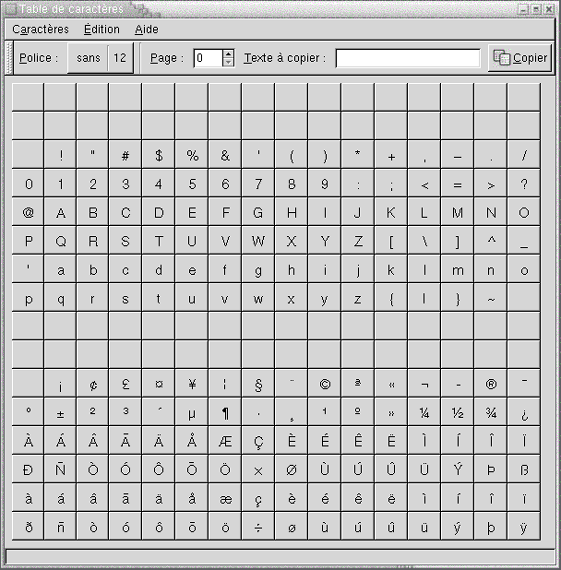 Table de caractères
Caractères Édition Aide
Police : sans 12 Page : 0 Texte à copier : Copier
! " # $ % & ' ( ) * + , – . /
0 1 2 3 4 5 6 7 8 9 : ; < = > ?
@ A B C D E F G H I J K L M N O
P Q R S T U V W X Y Z [ \ ] ^ _
' a b c d e f g h i j k l m n o
p q r s t u v w x y z { | } ~
¡ ¢ £ ¤ ¥ ¦ § ¨ © ª « ¬ - ® ¯
° ± ² ³ ´ µ ¶ · ¸ ¹ º » ¼ ½ ¾ ¿
À Á Â Ã Ä Å Æ Ç È É Ê Ë Ì Í Î Ï
Ð Ñ Ò Ó Ô Õ Ö × Ø Ù Ú Û Ü Ý Þ ß
à á â ã ä å æ ç è é ê ë ì í î ï
ð ñ ò ó ô õ ö ÷ ø ù ú û ü ý þ ÿ